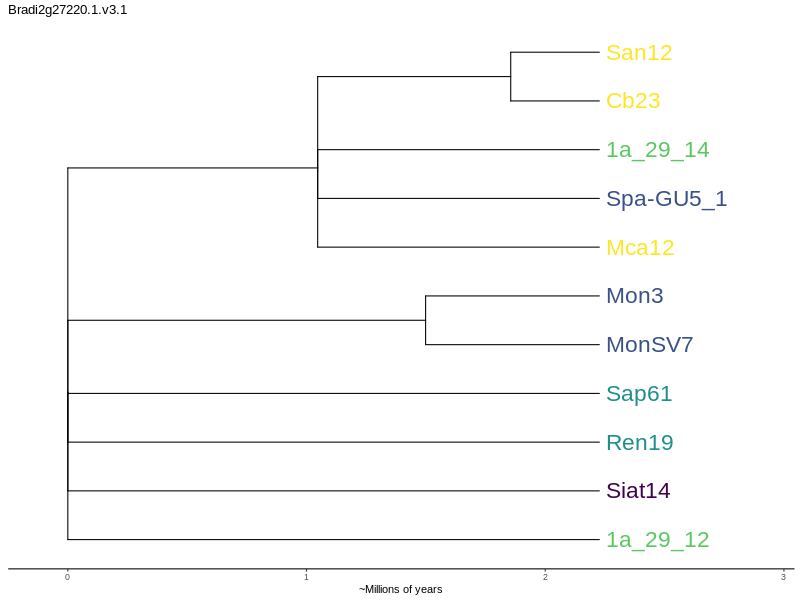 Bradi2g27220.1.v3.1
San12
Cb23
1a_29_14
Spa-GU5_1
Mca12
Mon3
MonSV7
Sap61
Ren19
Siat14
1a_29_12
0 1 2 3
~Millions of years